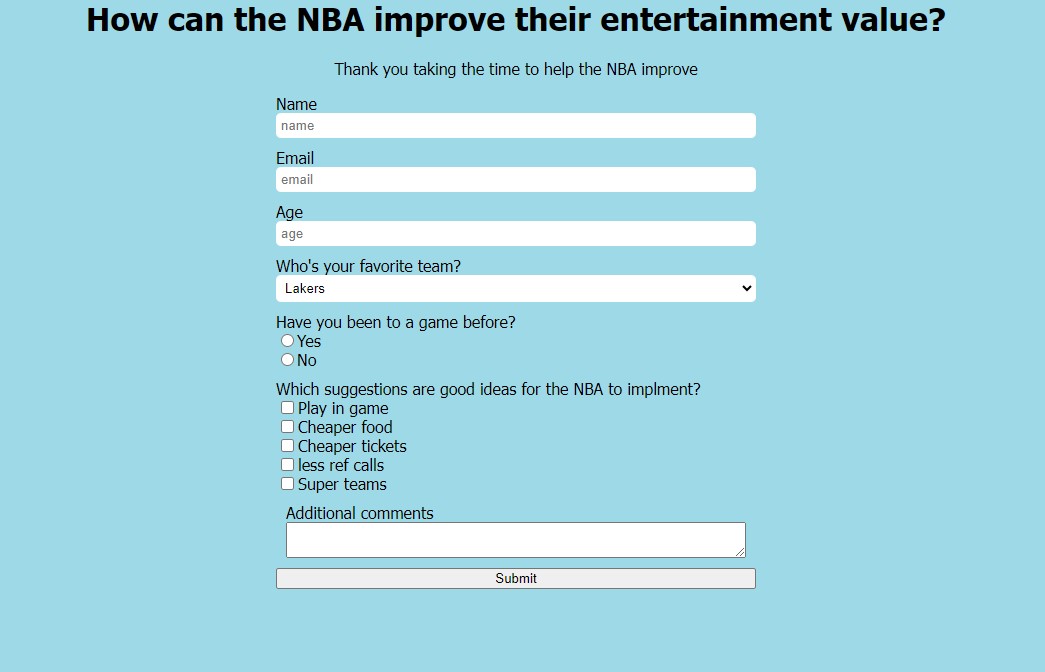 How can the NBA improve their entertainment value?
Thank you taking the time to help the NBA improve
Name
name
Email
email
Age
age
Who's your favorite team?
Lakers
Have you been to a game before?
Yes
No
Which suggestions are good ideas for the NBA to implment?
Play in game
Cheaper food
Cheaper tickets
less ref calls
Super teams
Additional comments
Submit